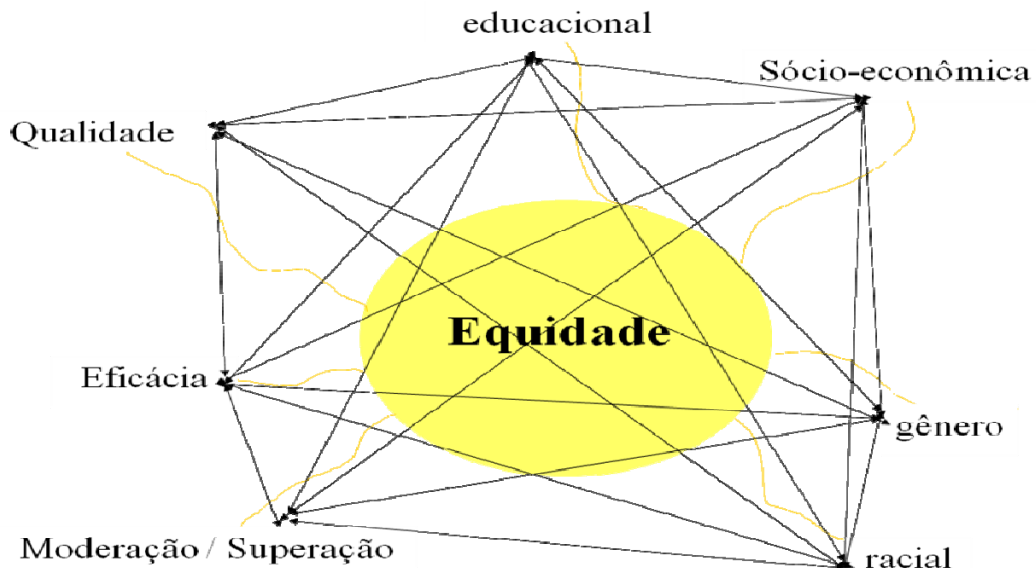 educacional
Sócio-econômica
Qualidade
Equidade
Eficácia
gênero
Moderação / Superação
racial